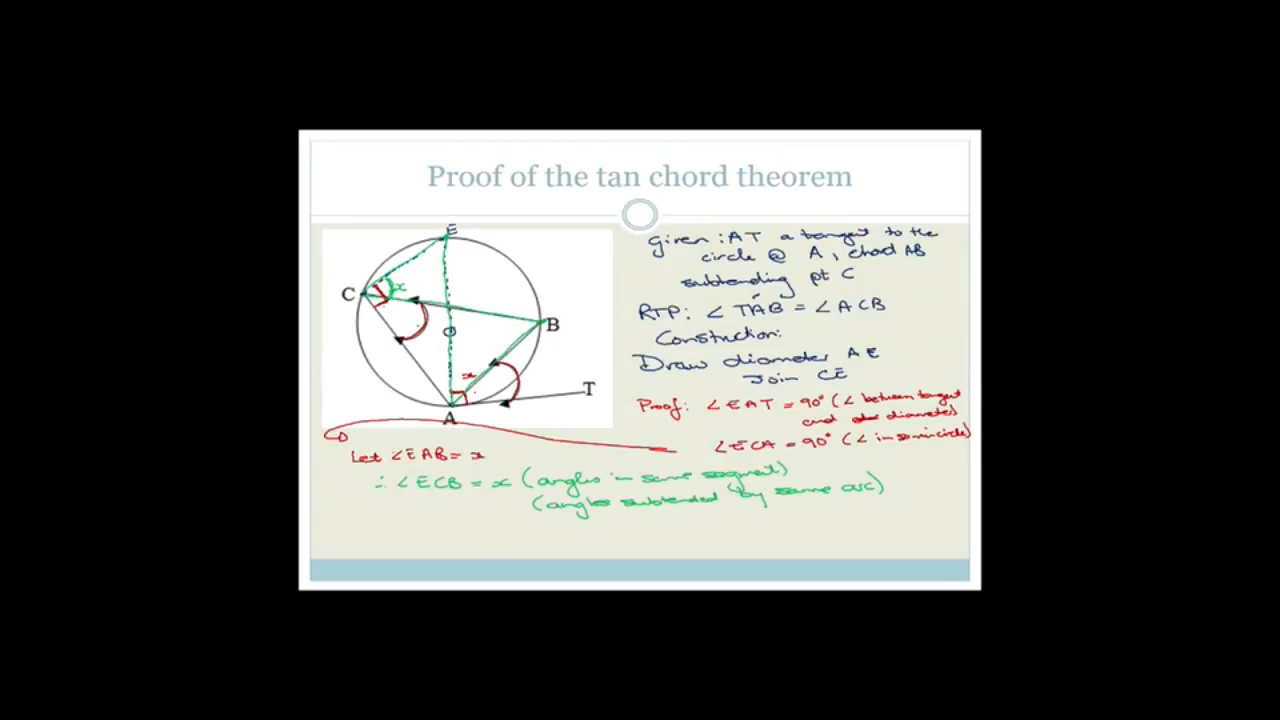 Proof of the tan chord theorem
E
C
B
O
x
x
T
A
Given : AT a tangent to the
circle @ A, chord AB
subtending pt C
RTP: ∠ TAB = ∠ ACB
Construction:
Draw diameter AE
Join CE
Proof: ∠EAT = 90° (∠ between tangent
and diameter)
∠ECA = 90° (∠ in semicircle)
Let ∠EAB = x
∴ ∠ECB = x (angles in same segment)
(angles subtended by same arc)